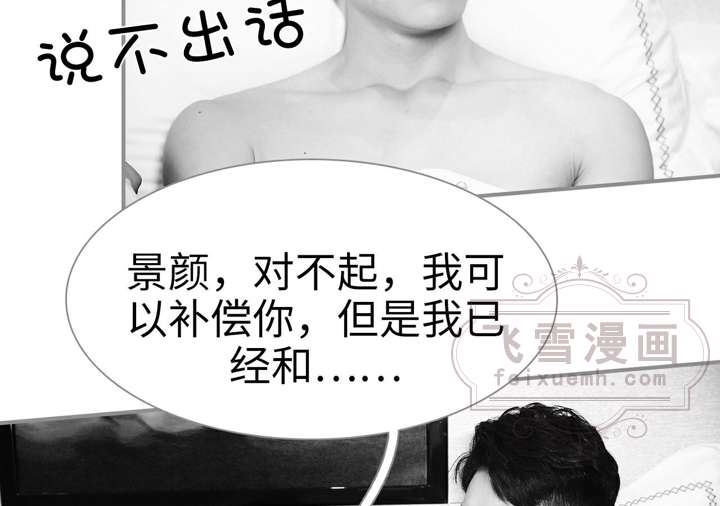 说不出话
景颜，对不起，我可
以补偿你，但是我已
经和……
飞雪漫画
feixuemh.com